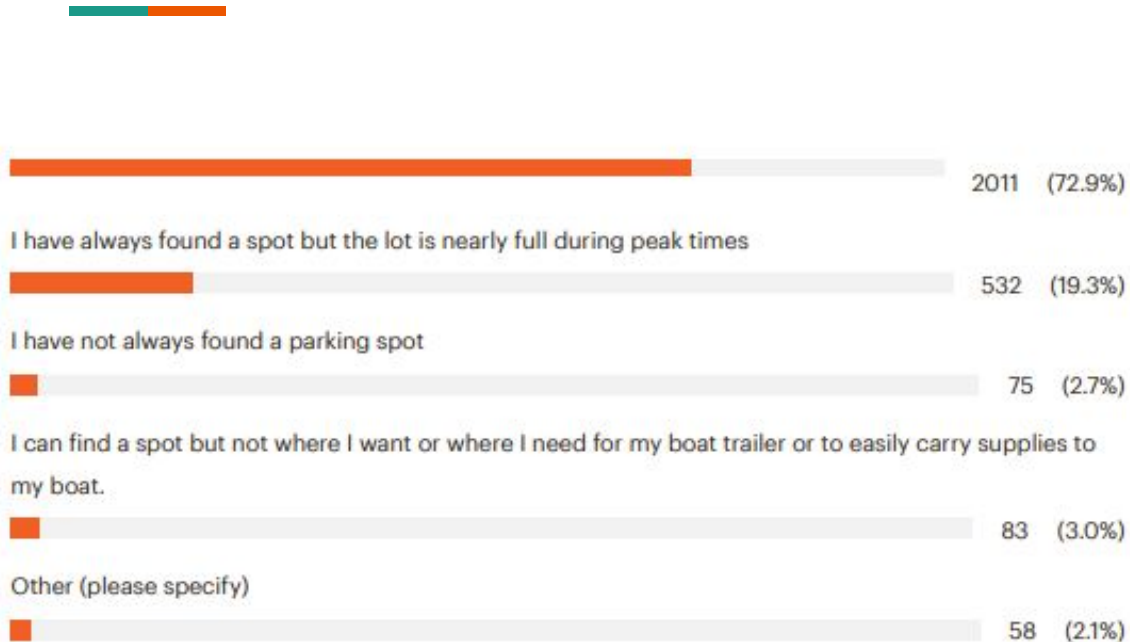 2011 (72.9%)
I have always found a spot but the lot is nearly full during peak times
532 (19.3%)
I have not always found a parking spot
75 (2.7%)
I can find a spot but not where I want or where I need for my boat trailer or to easily carry supplies to
my boat.
83 (3.0%)
Other (please specify)
58 (2.1%)